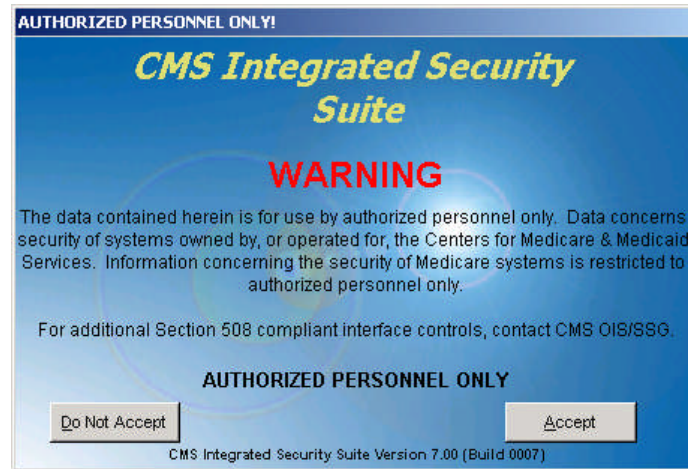 AUTHORIZED PERSONNEL ONLY!
CMS Integrated Security
Suite
WARNING
The data contained herein is for use by authorized personnel only.  Data concerns
security of systems owned by, or operated for, the Centers for Medicare & Medicaid
Services.  Information concerning the security of Medicare systems is restricted to
authorized personnel only.
For additional Section 508 compliant interface controls, contact CMS OIS/SSG.
AUTHORIZED PERSONNEL ONLY
Do Not Accept
Accept
CMS Integrated Security Suite Version 7.00 (Build 0007)